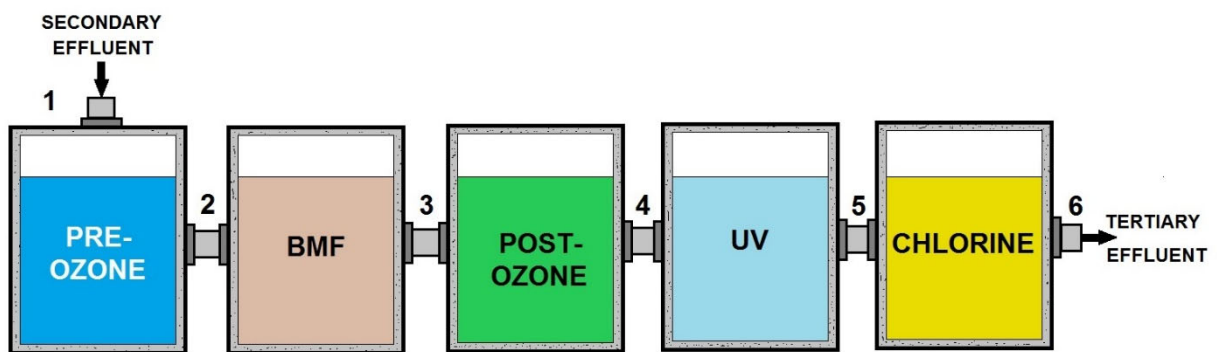 SECONDARY
EFFLUENT
1
PRE-
OZONE
2
BMF
3
POST-
OZONE
4
UV
5
CHLORINE
6
TERTIARY
EFFLUENT